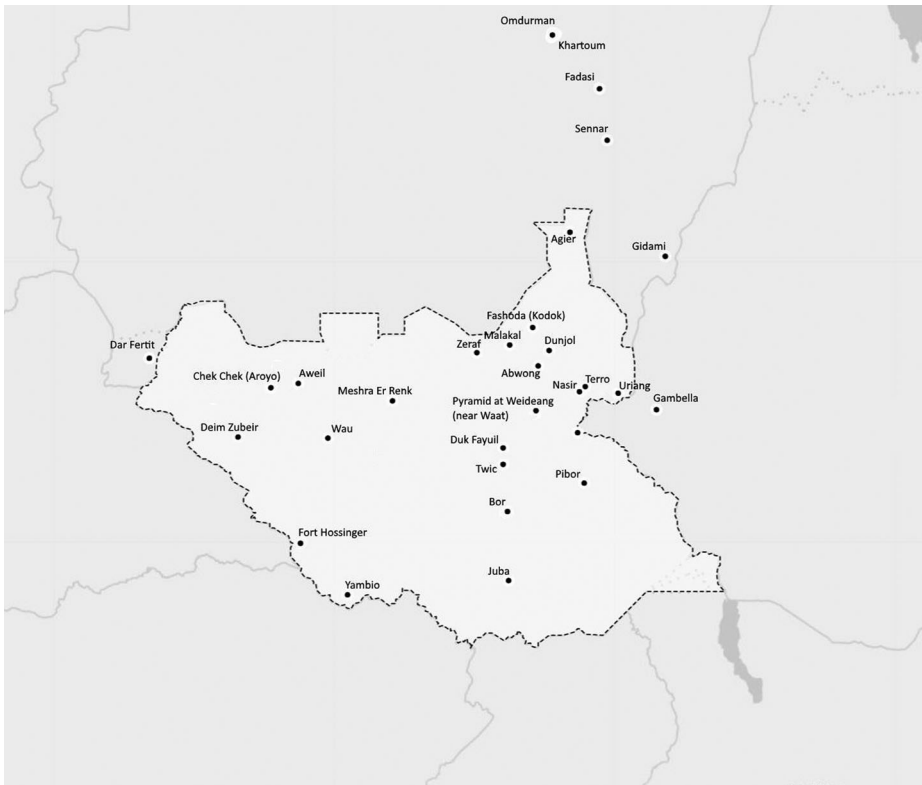 Omdurman
Khartoum
Fadasi
Sennar
Agier
Gidami
Fashoda (Kodok)
Malakal
Dunjol
Zeraf
Dar Fertit
Abwong
Chek Chek (Aroyo)
Aweil
Nasir
Terro
Uriang
Meshra Er Renk
Gambella
Pyramid at Weideang
(near Waat)
Deim Zubeir
Wau
Duk Fayuil
Twic
Pibor
Bor
Fort Hossinger
Juba
Yambio